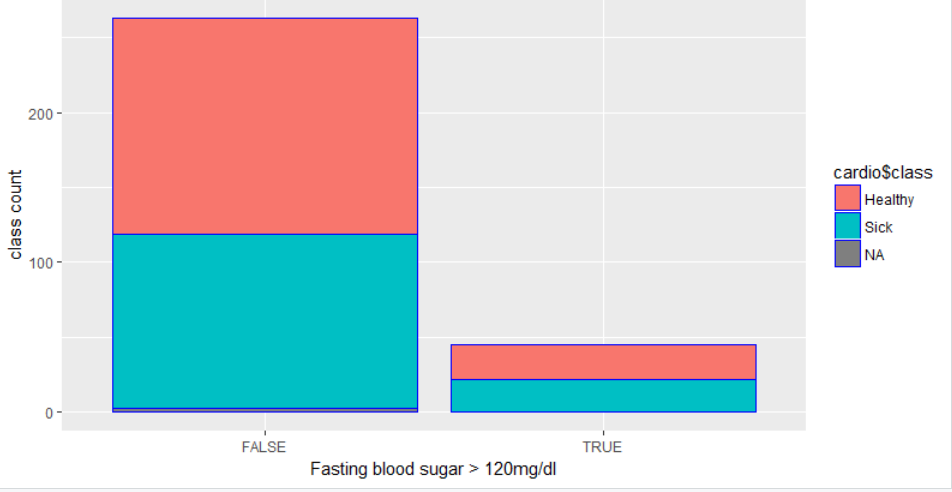 200
100
0
class count
FALSE TRUE
Fasting blood sugar > 120mg/dl
cardio$class
Healthy
Sick
NA